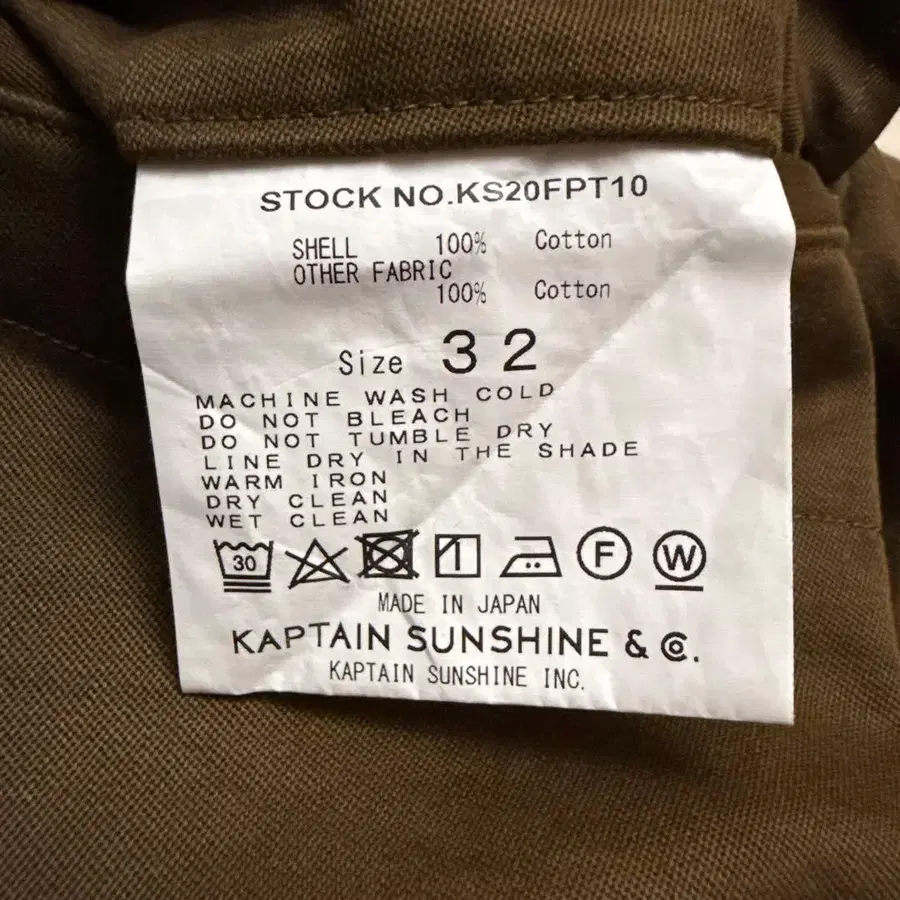 STOCK NO.KS20FPT10
SHELL 100% Cotton
OTHER FABRIC
100% Cotton
Size 32
MACHINE WASH COLD
DO NOT BLEACH
DO NOT TUMBLE DRY
LINE DRY IN THE SHADE
WARM IRON
DRY CLEAN
WET CLEAN
30 F W
MADE IN JAPAN
KAPTAIN SUNSHINE & Co.
KAPTAIN SUNSHINE INC.